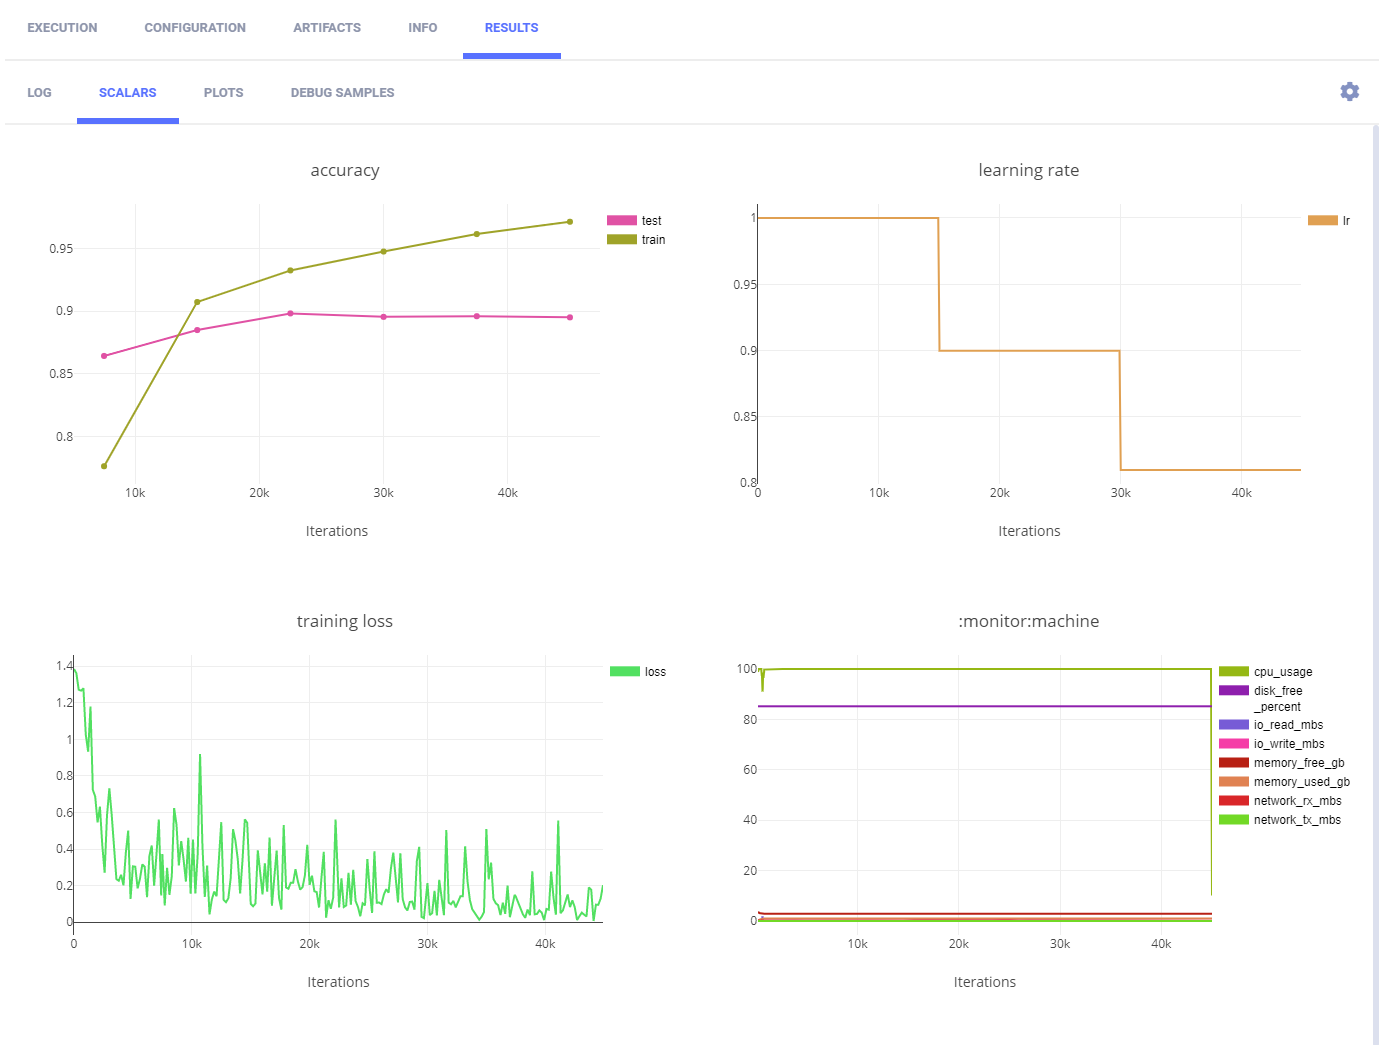 EXECUTION CONFIGURATION ARTIFACTS INFO RESULTS
LOG SCALARS PLOTS DEBUG SAMPLES
accuracy
0.95
0.9
0.85
0.8
10k 20k 30k 40k
Iterations
test
train
learning rate
1
0.95
0.9
0.85
0.8
0 10k 20k 30k 40k
Iterations
lr
training loss
1.4
1.2
1
0.8
0.6
0.4
0.2
0
0 10k 20k 30k 40k
Iterations
loss
:monitor:machine
100
80
60
40
20
0
10k 20k 30k 40k
Iterations
cpu_usage
disk_free
_percent
io_read_mbs
io_write_mbs
memory_free_gb
memory_used_gb
network_rx_mbs
network_tx_mbs